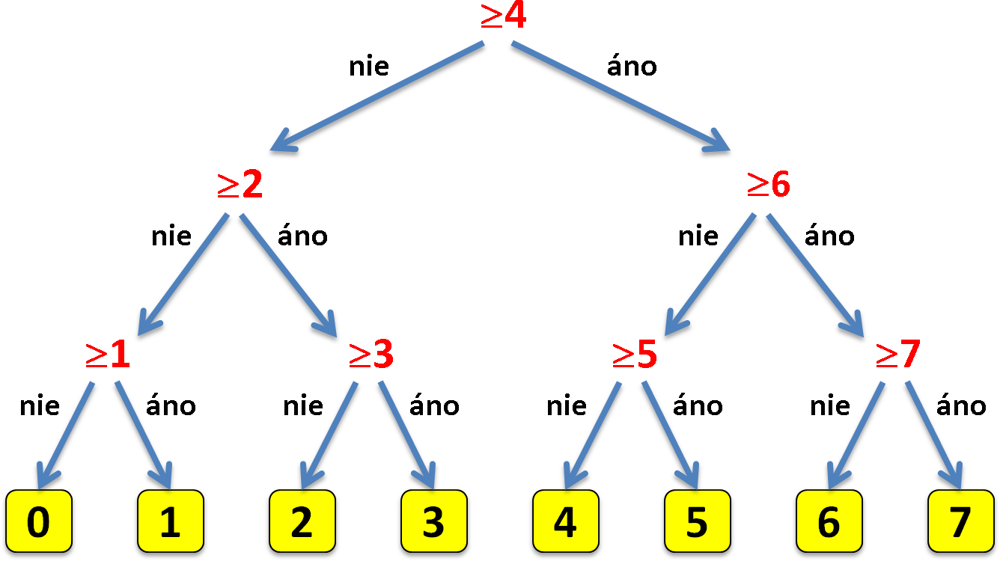 ≥4
nie áno
≥2 ≥6
nie áno nie áno
≥1 ≥3 ≥5 ≥7
nie áno nie áno nie áno nie áno
0 1 2 3 4 5 6 7